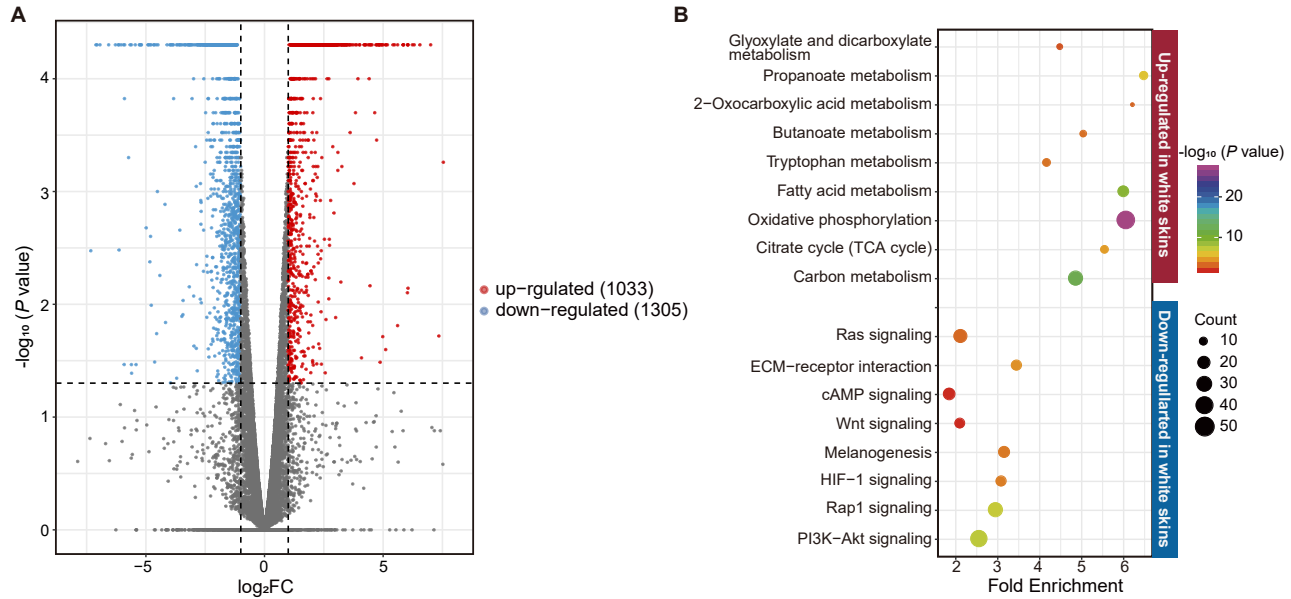 A
-log₁₀ (P value)
4
3
2
1
0
−5
0
5
log₂FC
up−rgulated (1033)
down−regulated (1305)
B
Glyoxylate and dicarboxylate
metabolism
Propanoate metabolism
2−Oxocarboxylic acid metabolism
Butanoate metabolism
Tryptophan metabolism
Fatty acid metabolism
Oxidative phosphorylation
Citrate cycle (TCA cycle)
Carbon metabolism
Ras signaling
ECM−receptor interaction
cAMP signaling
Wnt signaling
Melanogenesis
HIF−1 signaling
Rap1 signaling
PI3K−Akt signaling
2
3
4
5
6
Fold Enrichment
Up-regulated in white skins
Down-regullarted in white skins
-log₁₀ (P value)
20
10
Count
10
20
30
40
50